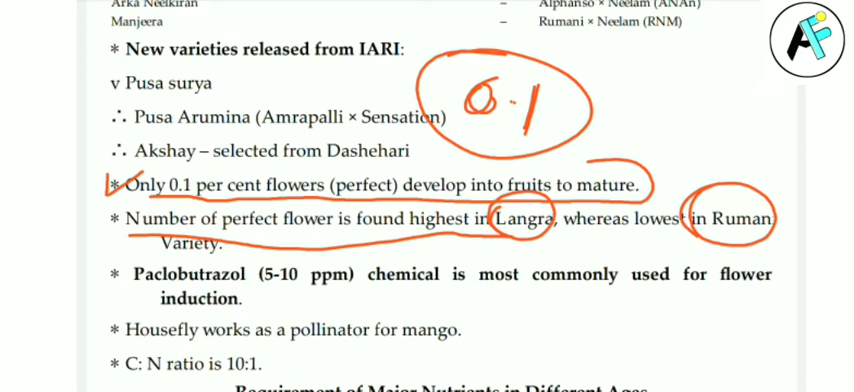 Arka Neelkiran – Alphanso × Neelam (ANAn)
Manjeera – Rumani × Neelam (RNM)
* New varieties released from IARI:
v Pusa surya
∴ Pusa Arumina (Amrapalli × Sensation)
∴ Akshay – selected from Dashehari
* Only 0.1 per cent flowers (perfect) develop into fruits to mature.
* Number of perfect flower is found highest in Langra, whereas lowest in Ruman
Variety.
* Paclobutrazol (5-10 ppm) chemical is most commonly used for flower
induction.
* Housefly works as a pollinator for mango.
* C: N ratio is 10:1.
Requirement of Major Nutrients in Different Ages
0.1
AF